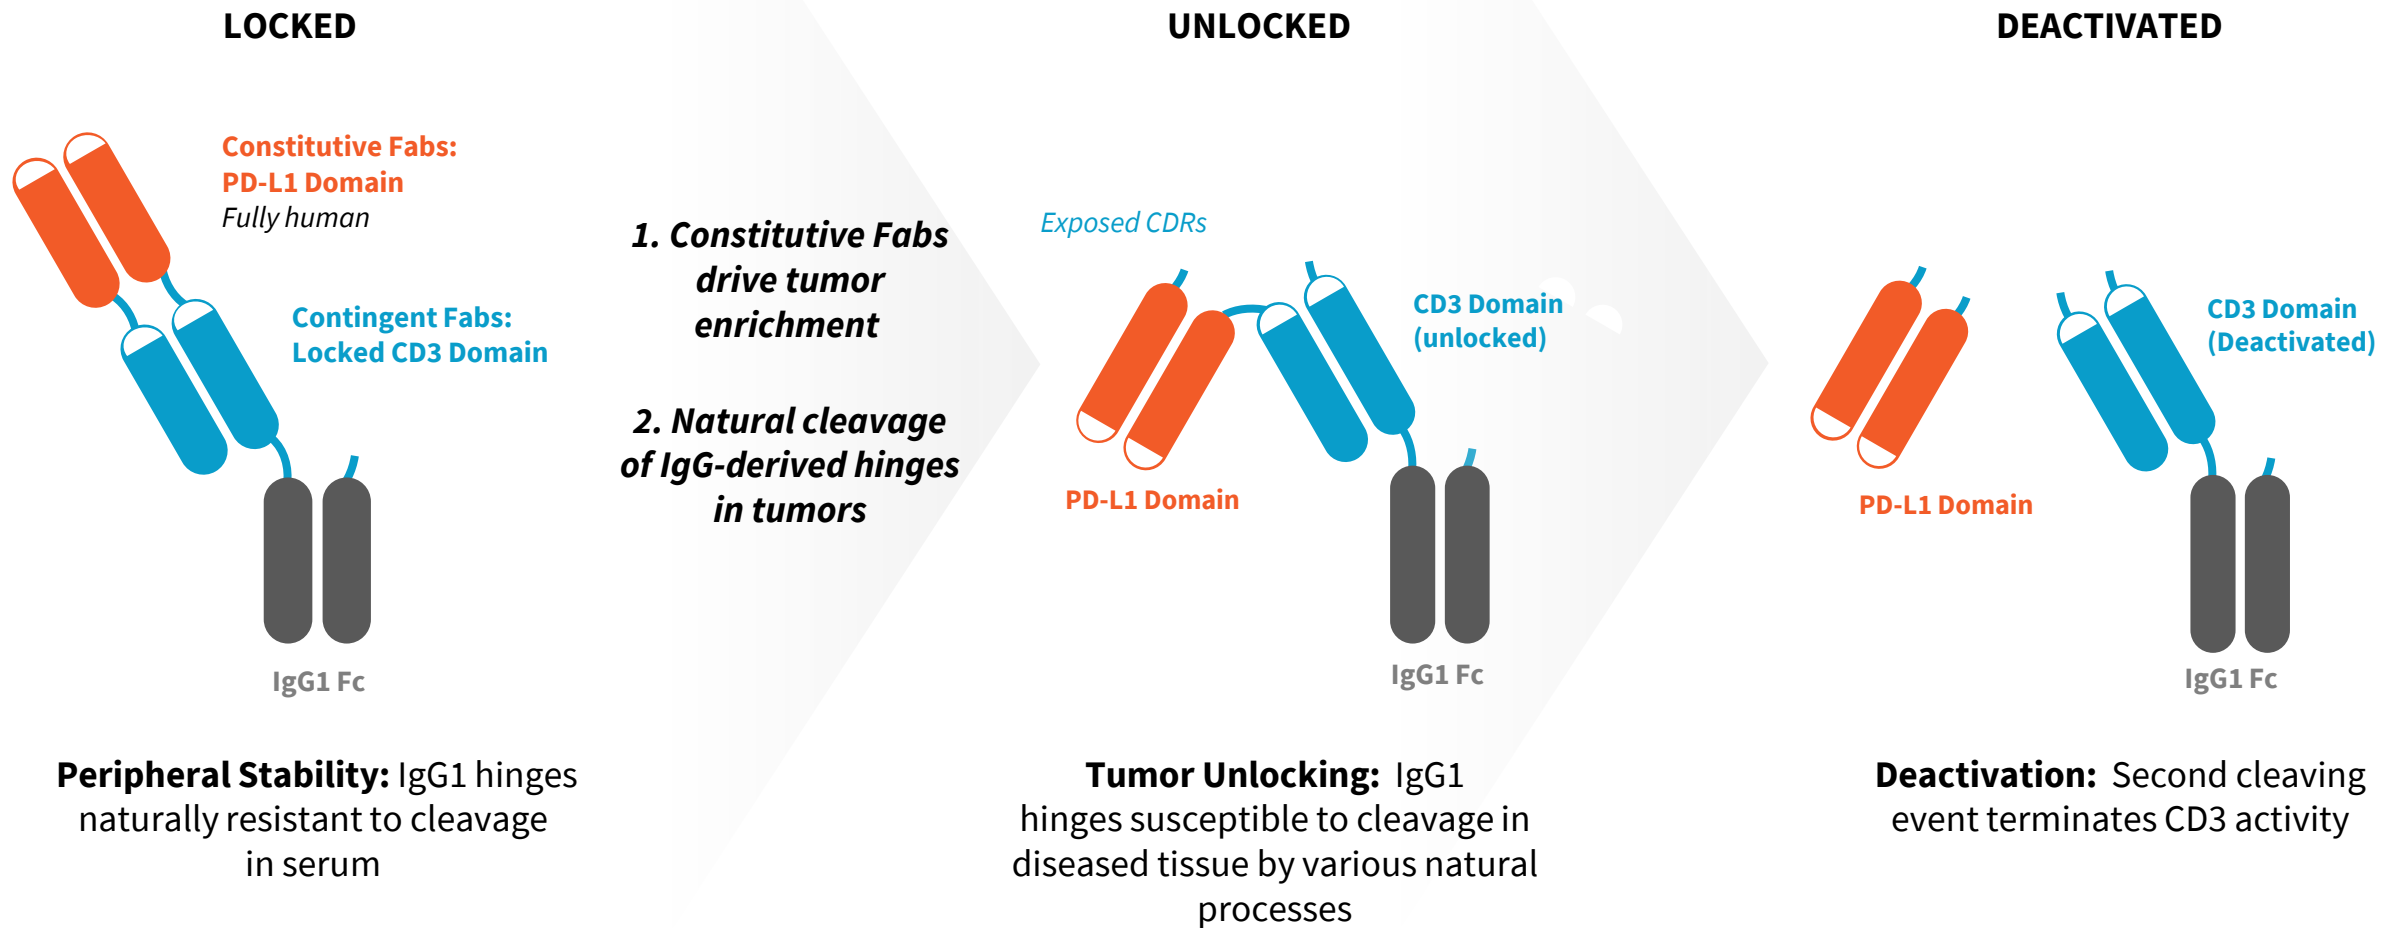 LOCKED
Constitutive Fabs:
PD-L1 Domain
Fully human
Contingent Fabs:
Locked CD3 Domain
IgG1 Fc
Peripheral Stability: IgG1 hinges
naturally resistant to cleavage
in serum
1. Constitutive Fabs
drive tumor
enrichment
2. Natural cleavage
of IgG-derived hinges
in tumors
UNLOCKED
Exposed CDRs
CD3 Domain
(unlocked)
PD-L1 Domain
IgG1 Fc
Tumor Unlocking: IgG1
hinges susceptible to cleavage in
diseased tissue by various natural
processes
DEACTIVATED
CD3 Domain
(Deactivated)
PD-L1 Domain
IgG1 Fc
Deactivation: Second cleaving
event terminates CD3 activity